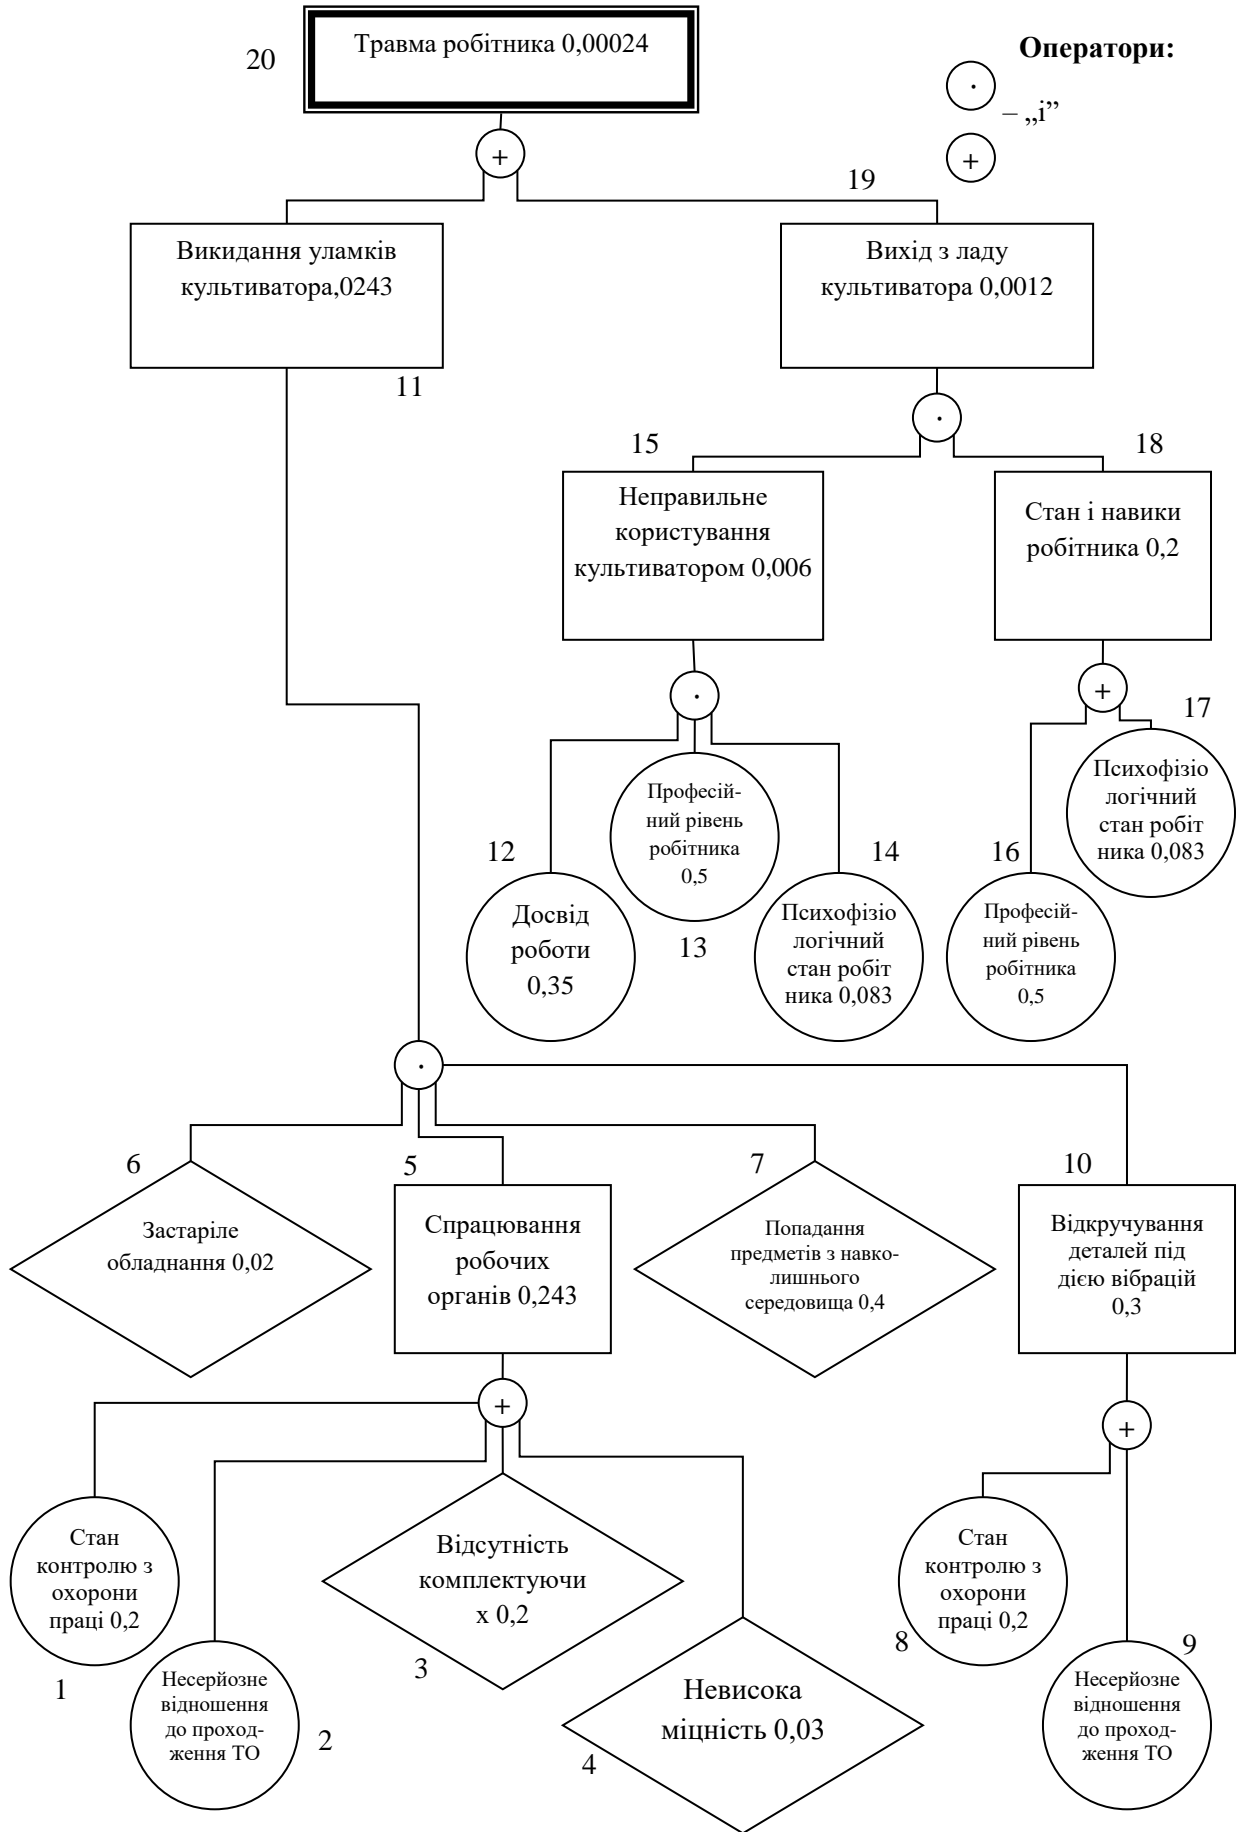 20
Травма робітника 0,00024
Оператори:
·
– „і”
+
+
19
Викидання уламків
культиватора,0243
Вихід з ладу
культиватора 0,0012
11
·
15
18
Неправильне
користування
культиватором 0,006
Стан і навики
робітника 0,2
·
+
17
Психофізіо
логічний
стан робіт
ника 0,083
12
Професій-
ний рівень
робітника
0,5
14
16
Досвід
роботи
0,35
13
Психофізіо
логічний
стан робіт
ника 0,083
Професій-
ний рівень
робітника
0,5
·
6
5
7
10
Застаріле
обладнання 0,02
Спрацювання
робочих
органів 0,243
Попадання
предметів з навко-
лишнього
середовища 0,4
Відкручування
деталей під
дією вібрацій
0,3
+
+
Стан
контролю з
охорони
праці 0,2
1
Несерйозне
відношення
до проход-
ження ТО
2
Відсутність
комплектуючи
х 0,2
3
Невисока
міцність 0,03
4
Стан
контролю з
охорони
праці 0,2
8
9
Несерйозне
відношення
до проход-
ження ТО